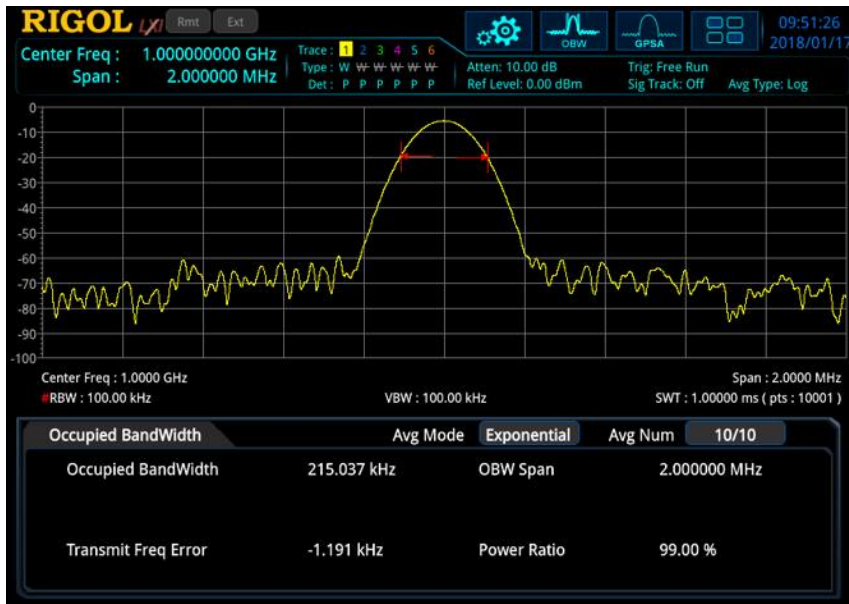 RIGOL LXI Rmt Ext
OBW GPSA 09:51:26
2018/01/17
Center Freq : 1.000000000 GHz
Span : 2.000000 MHz
Trace : 1 2 3 4 5 6
Type : W W W W W W
Det : P P P P P P
Atten: 10.00 dB
Ref Level: 0.00 dBm
Trig: Free Run
Sig Track: Off Avg Type: Log
0
-10
-20
-30
-40
-50
-60
-70
-80
-90
-100
Center Freq : 1.0000 GHz Span : 2.0000 MHz
#RBW : 100.00 kHz VBW : 100.00 kHz SWT : 1.00000 ms ( pts : 10001 )
Occupied BandWidth Avg Mode Exponential Avg Num 10/10
Occupied BandWidth 215.037 kHz OBW Span 2.000000 MHz
Transmit Freq Error -1.191 kHz Power Ratio 99.00 %